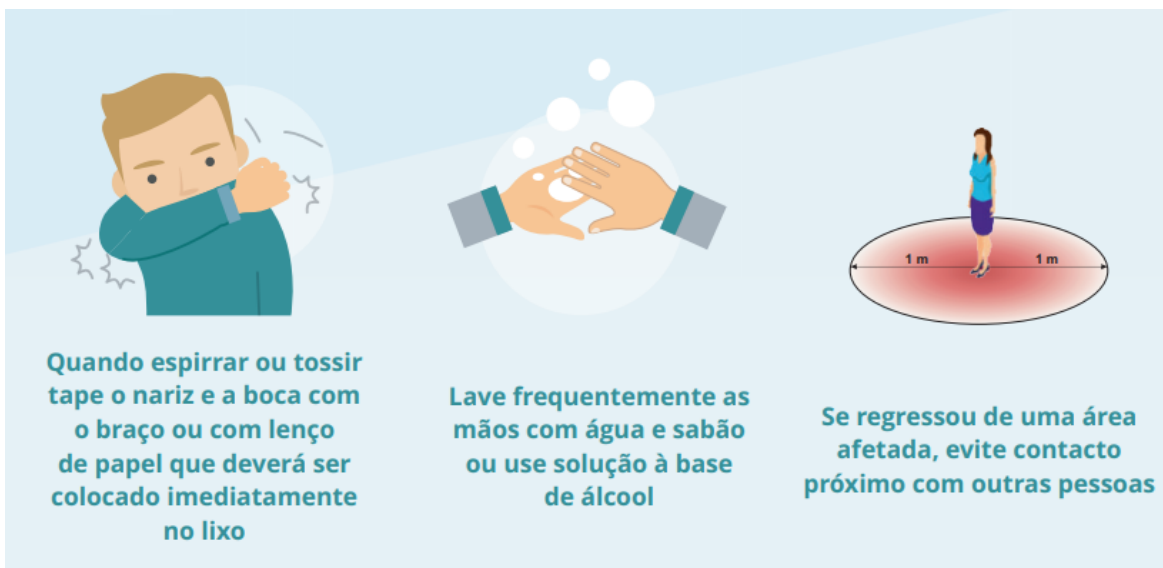 Quando espirrar ou tossir
tape o nariz e a boca com
o braço ou com lenço
de papel que deverá ser
colocado imediatamente
no lixo
Lave frequentemente as
mãos com água e sabão
ou use solução à base
de álcool
1 m
1 m
Se regressou de uma área
afetada, evite contacto
próximo com outras pessoas